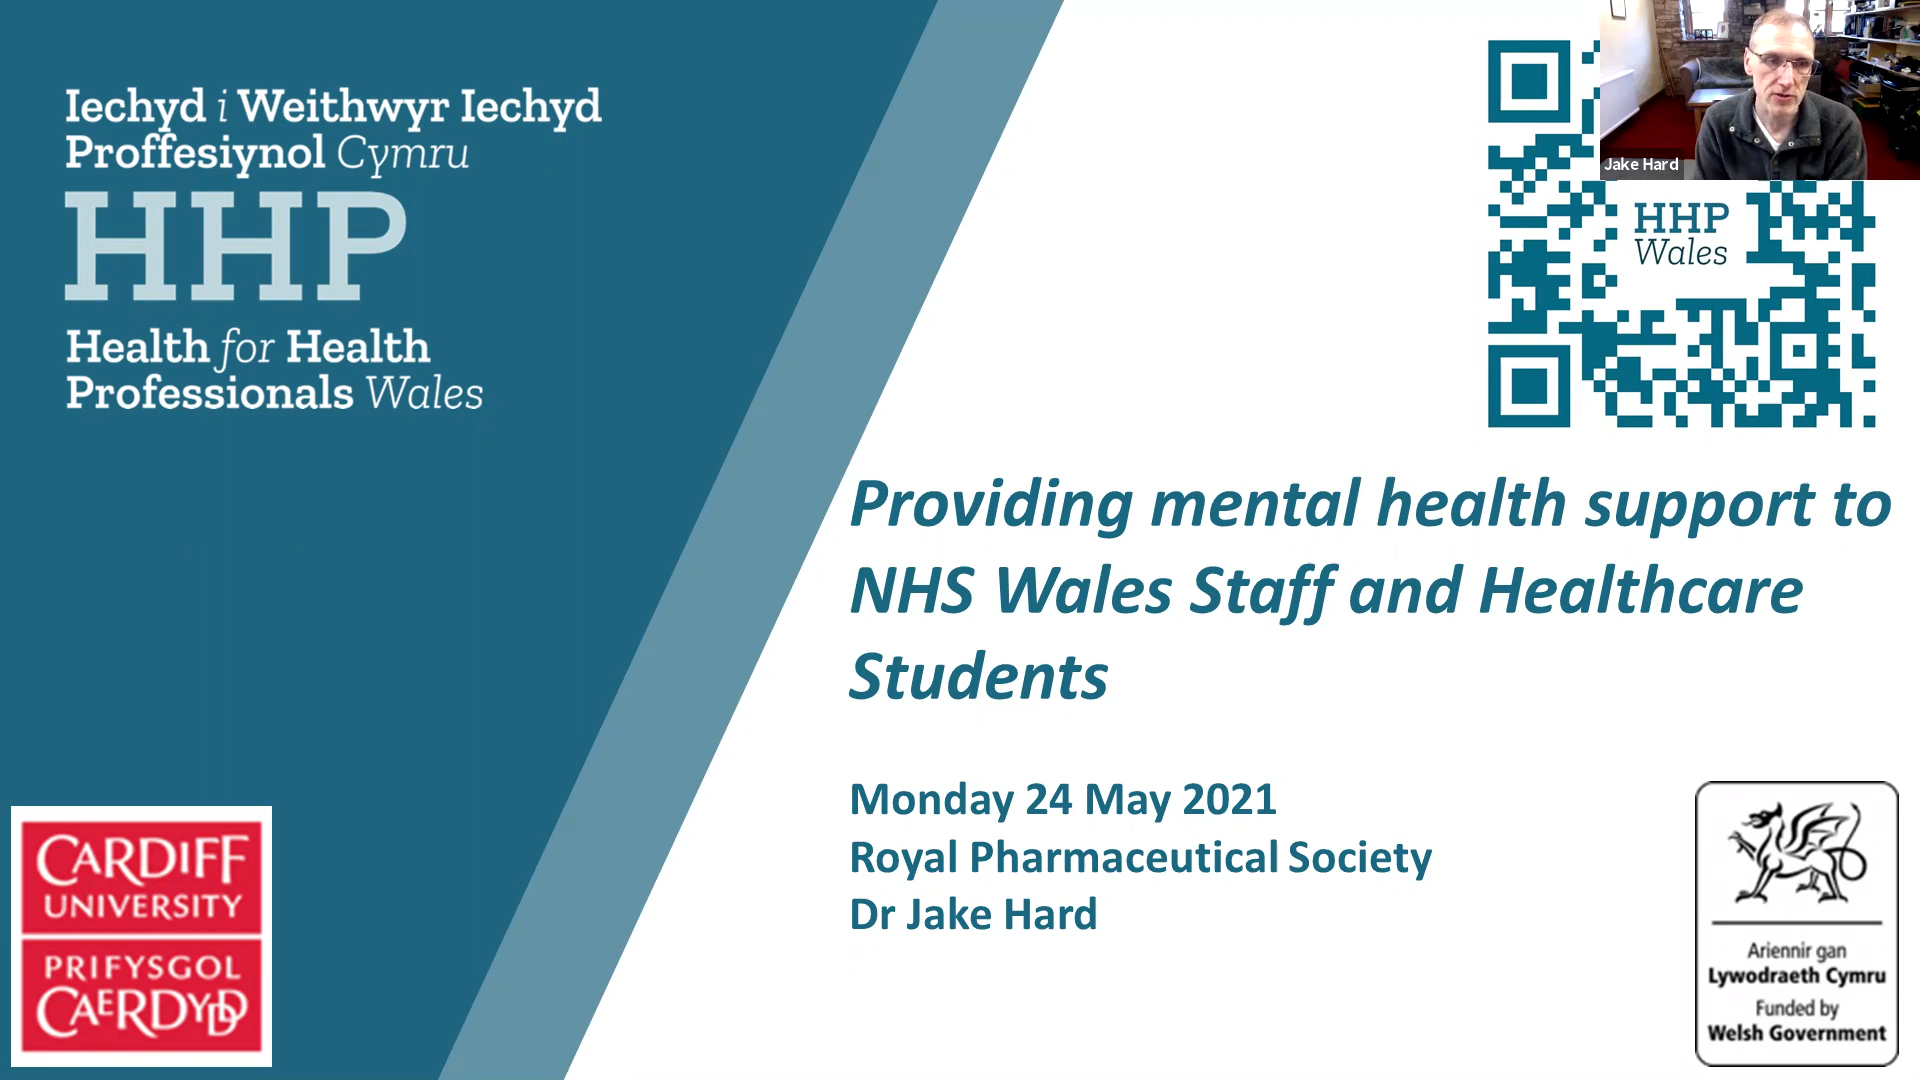 Iechyd i Weithwyr Iechyd
Proffesiynol Cymru
HHP
Health for Health
Professionals Wales
Jake Hard
HHP
Wales
Providing mental health support to
NHS Wales Staff and Healthcare
Students
Monday 24 May 2021
Royal Pharmaceutical Society
Dr Jake Hard
CARDIFF
UNIVERSITY
PRIFYSGOL
CAERDYDD
Ariennir gan
Lywodraeth Cymru
Funded by
Welsh Government